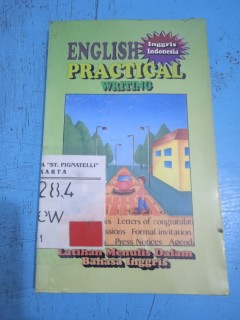 ENGLISH
Inggris
Indonesia
PRACTICAL
WRITING
A "ST. PIGNATELLI"
KARTA
28.4
EW
Letters of congratulat
ssions Formal invitation
Press Notices Agend
Latihan Menulis Dalam
Bahasa Inggris